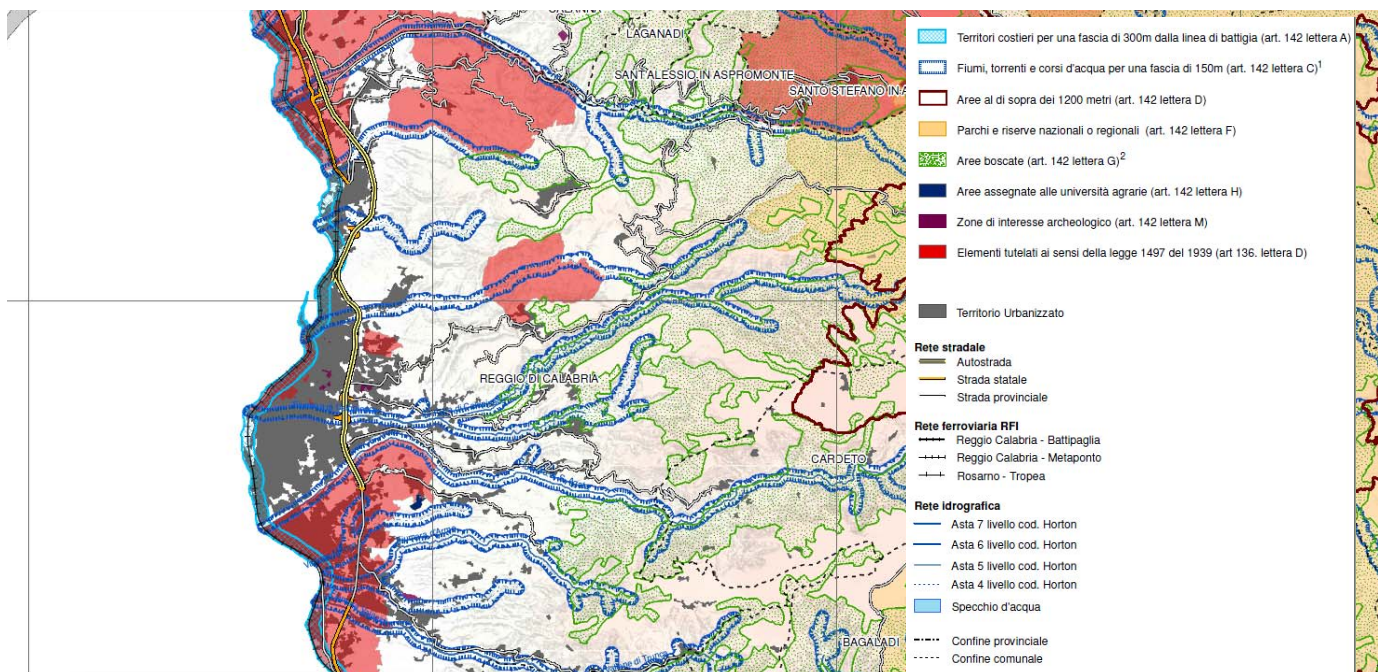 LAGANADI
SANT'ALESSIO IN ASPROMONTE
SANTO STEFANO IN A
REGGIO DI CALABRIA
CARDETO
BAGALADI
Territori costieri per una fascia di 300m dalla linea di battigia (art. 142 lettera A)
Fiumi, torrenti e corsi d'acqua per una fascia di 150m (art. 142 lettera C)1
Aree al di sopra dei 1200 metri (art. 142 lettera D)
Parchi e riserve nazionali o regionali (art. 142 lettera F)
Aree boscate (art. 142 lettera G)2
Aree assegnate alle università agrarie (art. 142 lettera H)
Zone di interesse archeologico (art. 142 lettera M)
Elementi tutelati ai sensi della legge 1497 del 1939 (art 136. lettera D)
Territorio Urbanizzato
Rete stradale
Autostrada
Strada statale
Strada provinciale
Rete ferroviaria RFI
Reggio Calabria - Battipaglia
Reggio Calabria - Metaponto
Rosarno - Tropea
Rete idrografica
Asta 7 livello cod. Horton
Asta 6 livello cod. Horton
Asta 5 livello cod. Horton
Asta 4 livello cod. Horton
Specchio d'acqua
Confine provinciale
Confine comunale